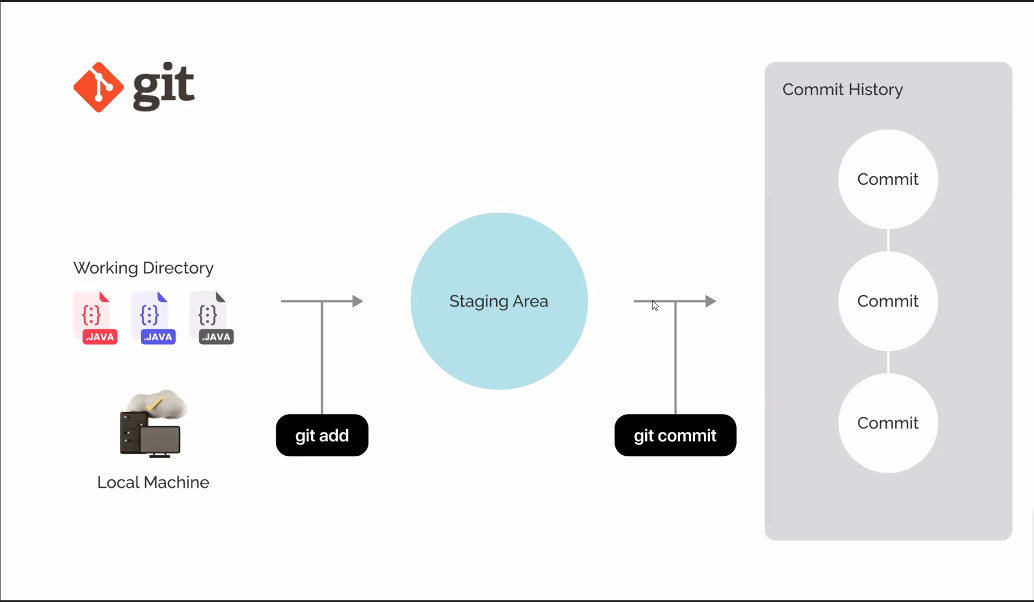 git
Commit History
Commit
Working Directory
Staging Area
Commit
.JAVA
.JAVA
.JAVA
git add
git commit
Commit
Local Machine